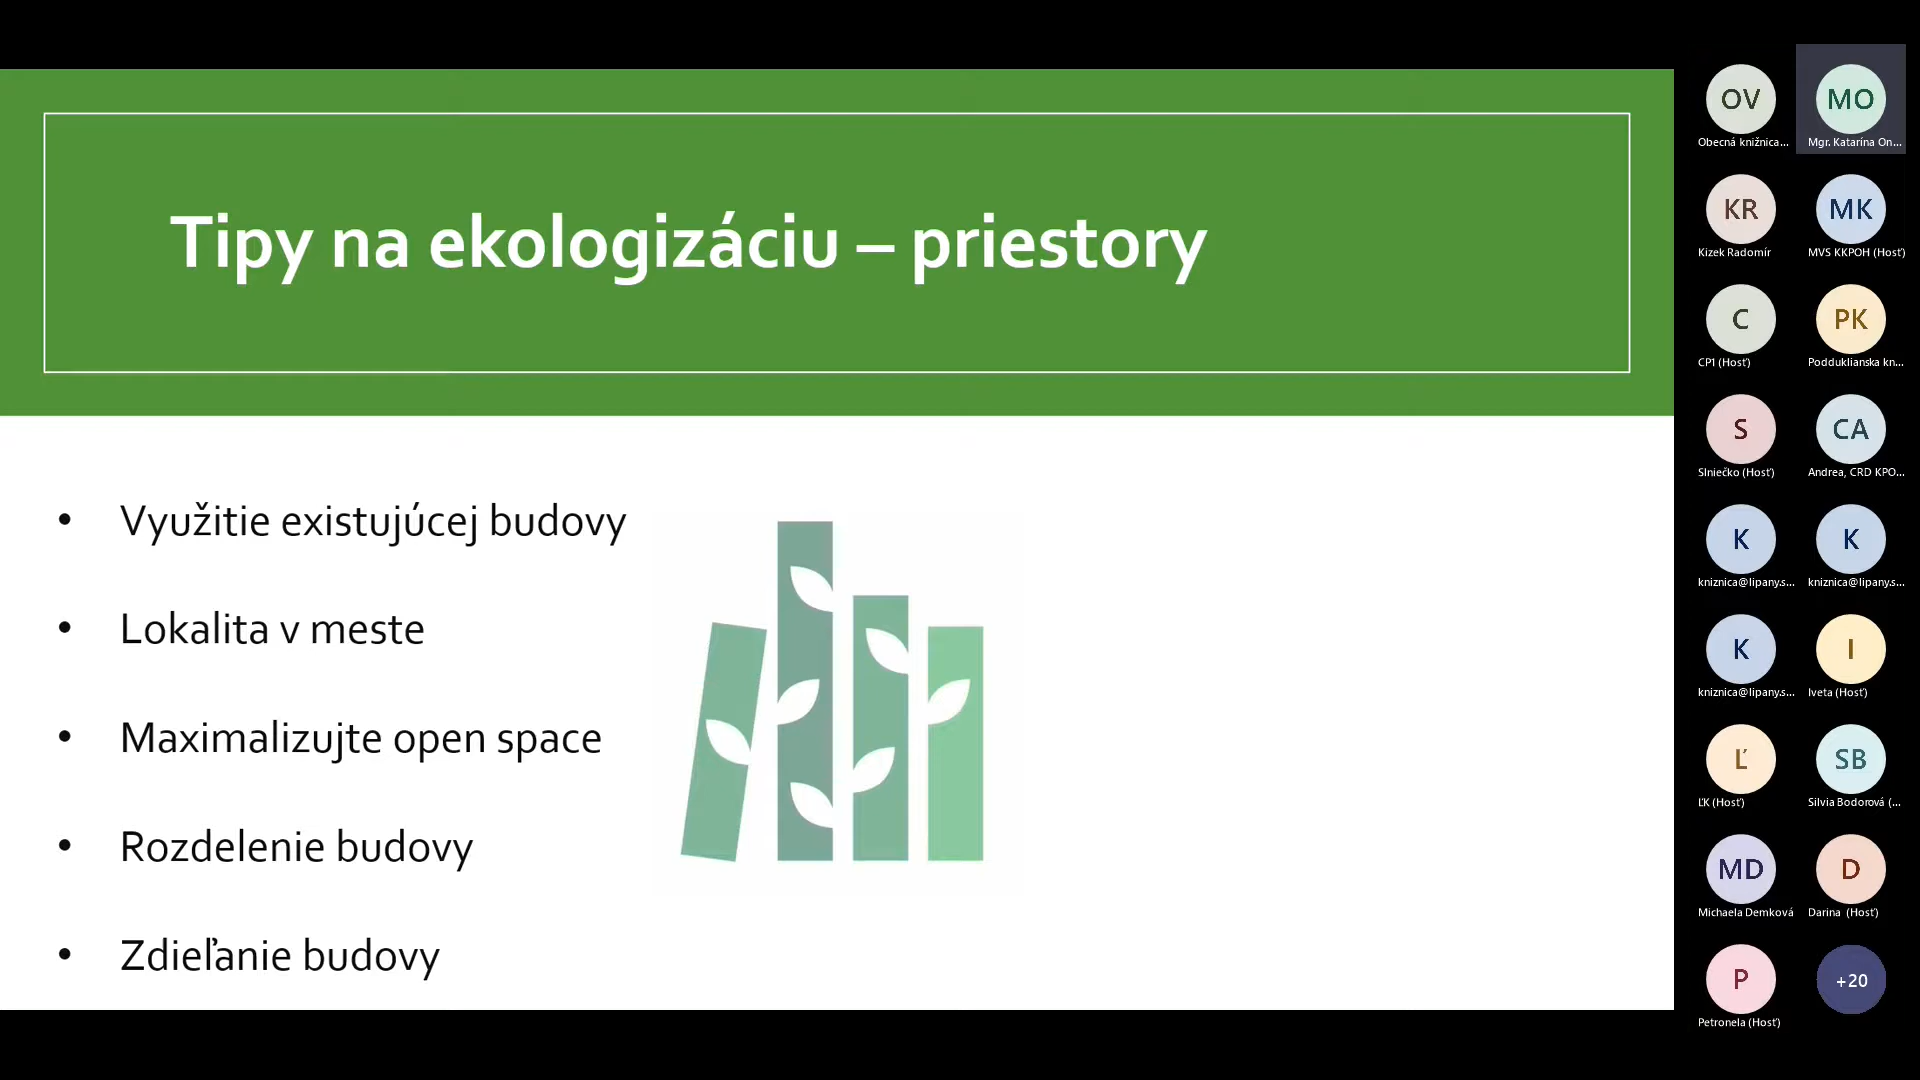 Tipy na ekologizáciu – priestory
• Využitie existujúcej budovy
• Lokalita v meste
• Maximalizujte open space
• Rozdelenie budovy
• Zdieľanie budovy
OV MO
Obecná knižnica... Mgr. Katarína On...
KR MK
Kizek Radomír MVS KKPOH (Hosť)
C PK
CP1 (Hosť) Podduklianska kn...
S CA
Slniečko (Hosť) Andrea, CRD KPO...
K K
kniznica@lipany.s... kniznica@lipany.s...
K I
kniznica@lipany.s... Iveta (Hosť)
Ľ SB
ĽK (Hosť) Silvia Bodorová (...
MD D
Michaela Demková Darina (Hosť)
P +20
Petronela (Hosť)